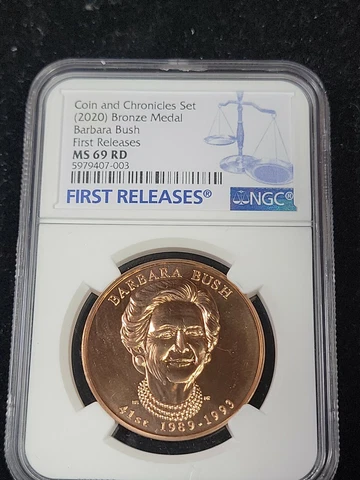 Coin and Chronicles Set
(2020) Bronze Medal
Barbara Bush
First Releases
MS 69 RD
5979407-003
FIRST RELEASES®
NGC®
BARBARA BUSH
41st 1989-1993